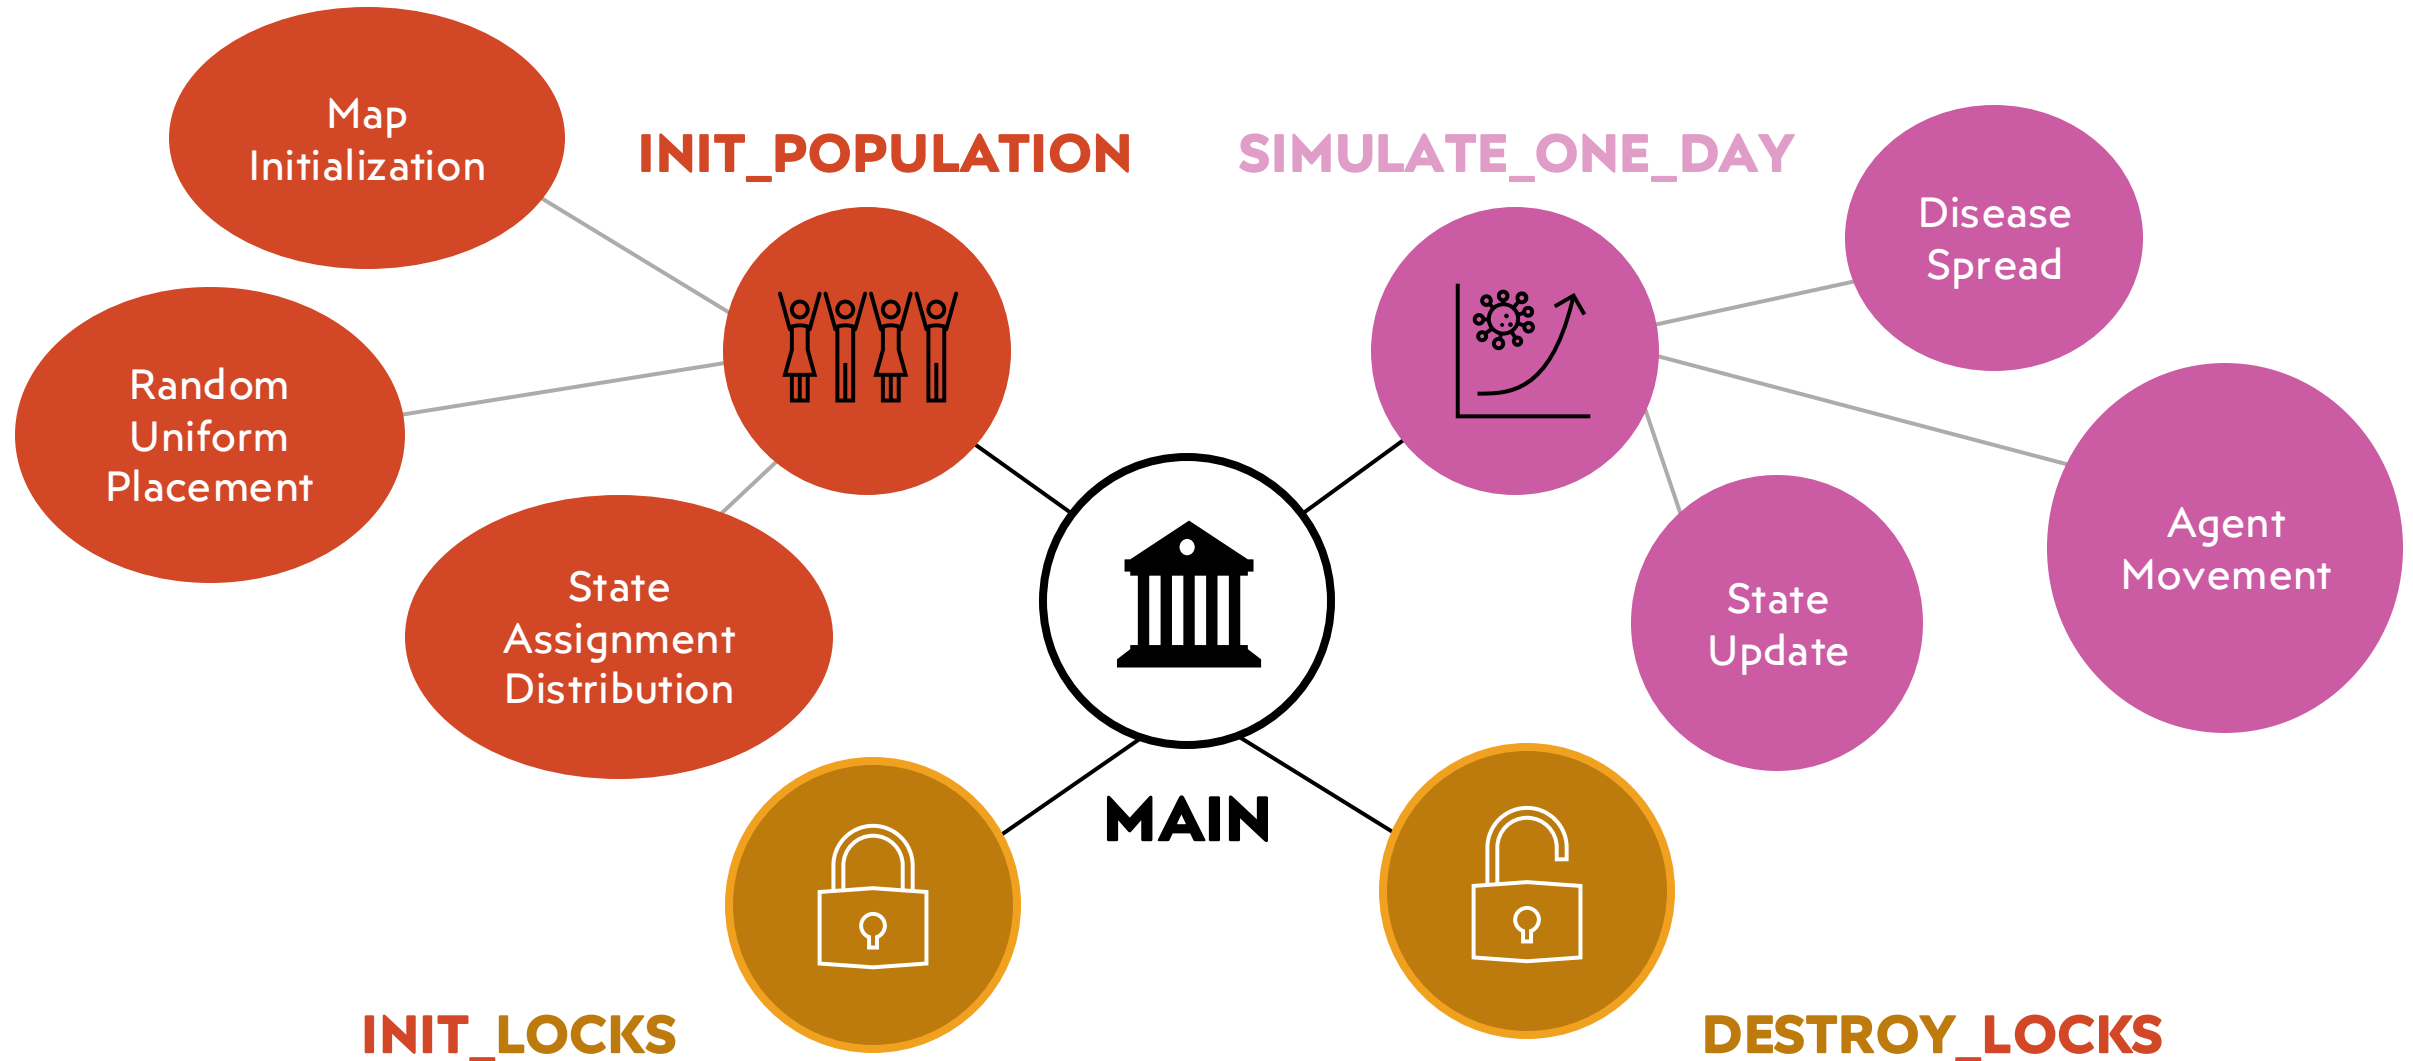 Map
Initialization
INIT_POPULATION
SIMULATE_ONE_DAY
Disease
Spread
Random
Uniform
Placement
State
Assignment
Distribution
Agent
Movement
State
Update
MAIN
INIT_LOCKS
DESTROY_LOCKS